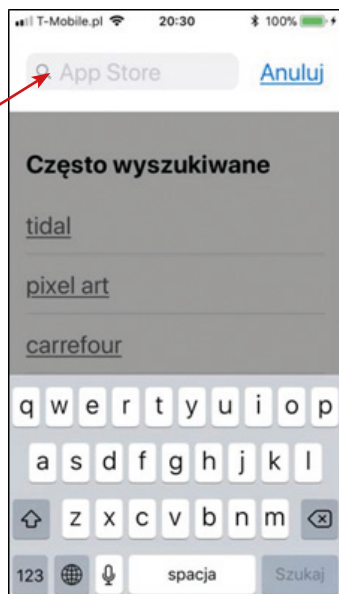 T-Mobile.pl 20:30 100%
App Store Anuluj
Często wyszukiwane
tidal
pixel art
carrefour
q w e r t y u i o p
a s d f g h j k l
z x c v b n m
123 spacja Szukaj